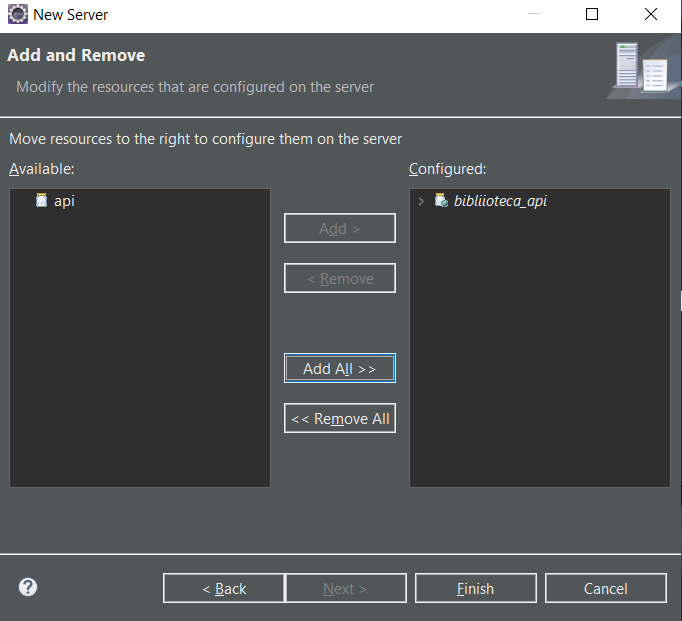 New Server
Add and Remove
Modify the resources that are configured on the server
Move resources to the right to configure them on the server
Available:
Configured:
api
bibliioteca_api
Add >
< Remove
Add All >>
<< Remove All
?
< Back
Next >
Finish
Cancel